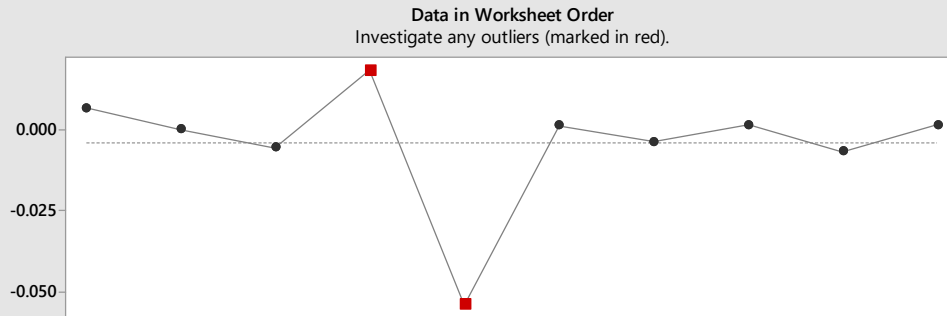 Data in Worksheet Order
Investigate any outliers (marked in red).
0.000
-0.025
-0.050